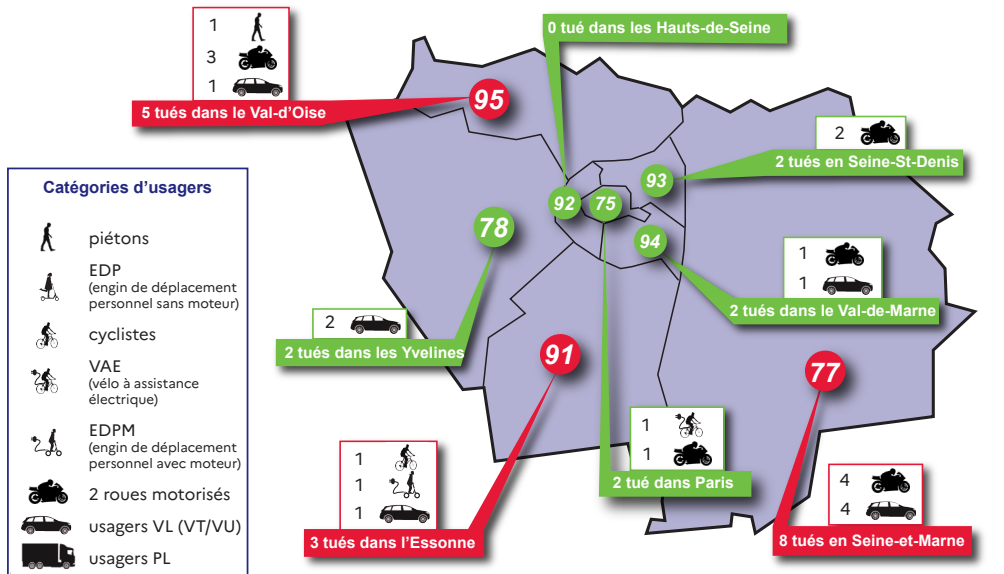 0 tué dans les Hauts-de-Seine
1
3
1
5 tués dans le Val-d'Oise
95
2
2 tués en Seine-St-Denis
93
92
75
94
78
1
1
2 tués dans le Val-de-Marne
2
2 tués dans les Yvelines
91
77
1
1
2 tué dans Paris
1
1
1
3 tués dans l'Essonne
4
4
8 tués en Seine-et-Marne
Catégories d'usagers
piétons
EDP
(engin de déplacement
personnel sans moteur)
cyclistes
VAE
(vélo à assistance
électrique)
EDPM
(engin de déplacement
personnel avec moteur)
2 roues motorisés
usagers VL (VT/VU)
usagers PL